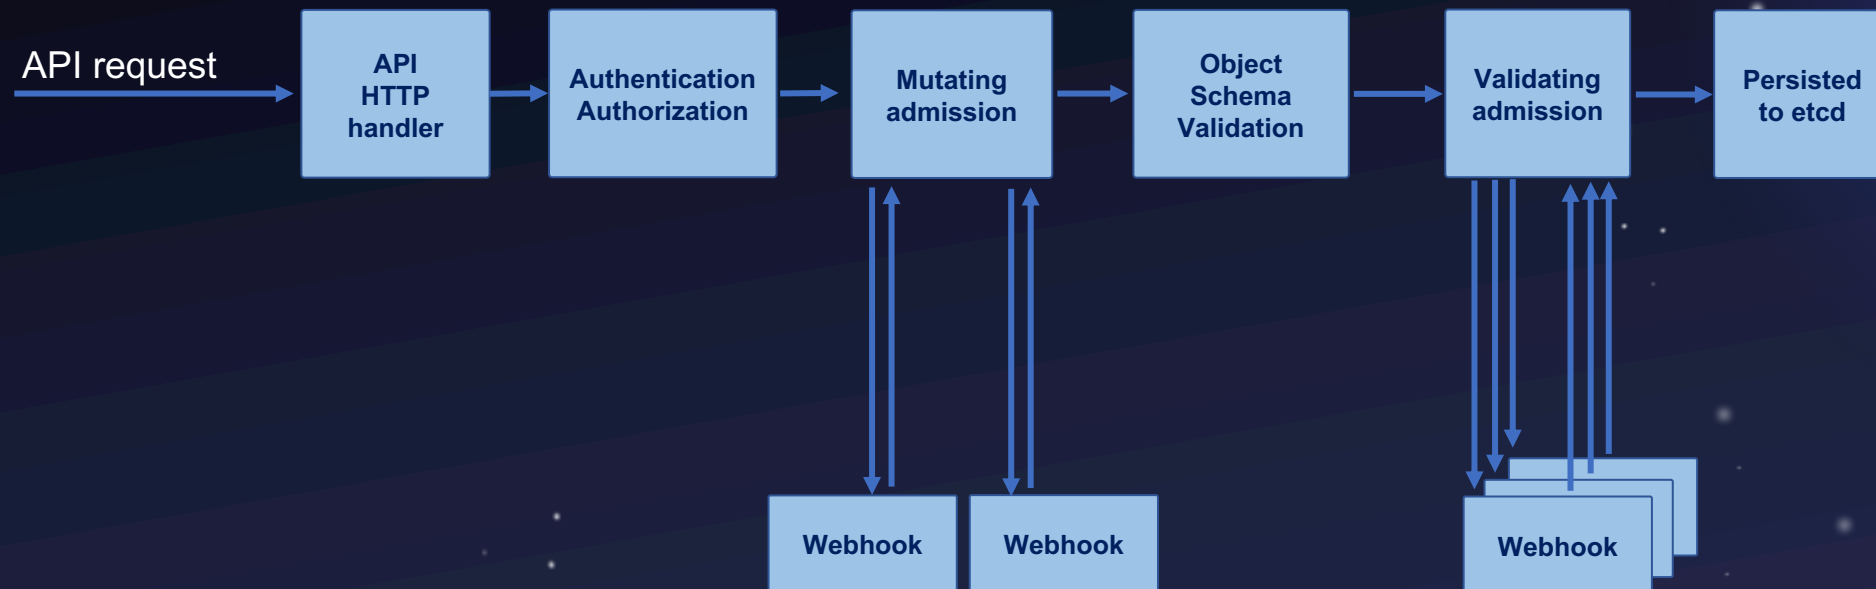 API request
API
HTTP
handler
Authentication
Authorization
Mutating
admission
Object
Schema
Validation
Validating
admission
Persisted
to etcd
Webhook
Webhook
Webhook